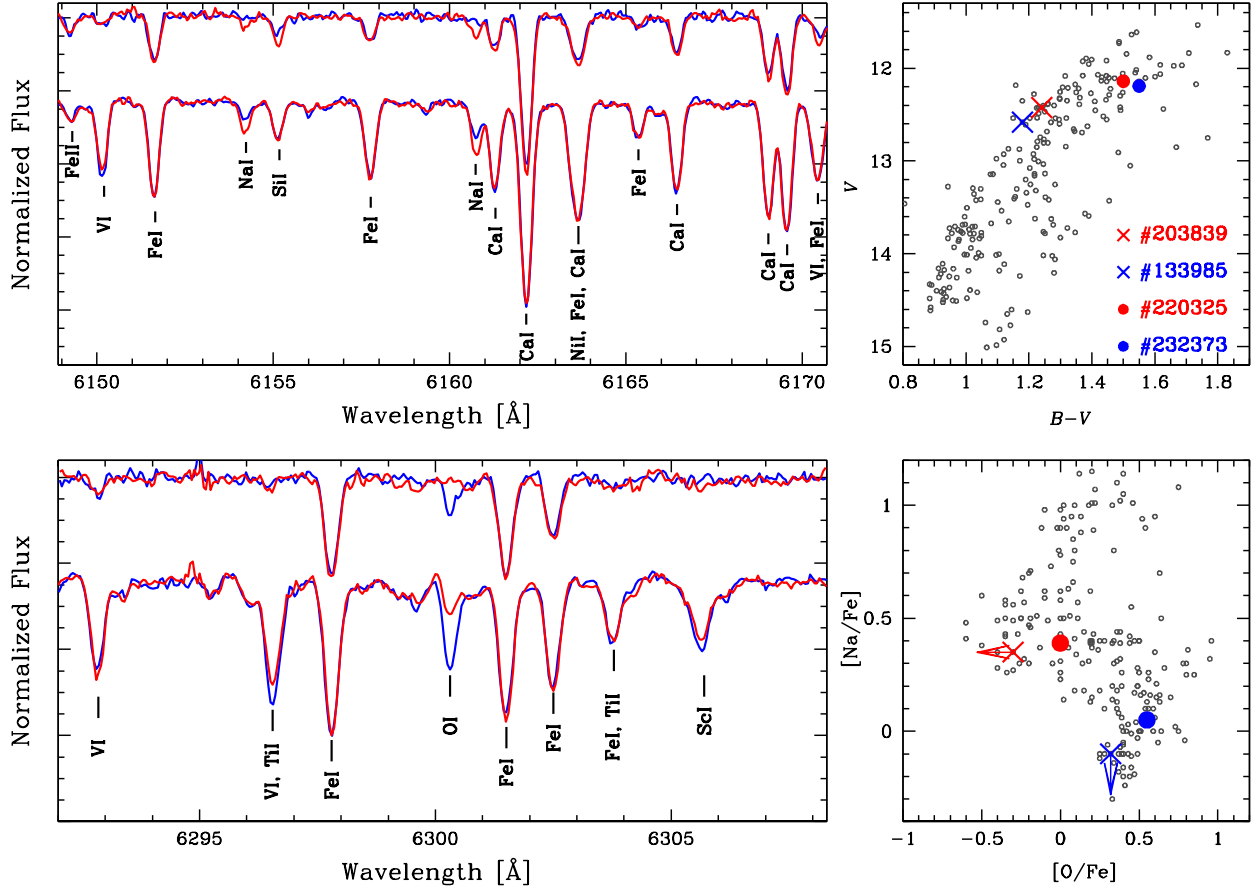 Normalized Flux
FeII
VI
FeI
NaI
SiI
FeI
NaI
CaI
CaI
NiI, FeI, CaI
FeI
CaI
CaI
CaI
VI, FeI
6150
6155
6160
6165
6170
Wavelength [Å]
V
12
13
14
15
#203839
#133985
#220325
#232373
0.8
1
1.2
1.4
1.6
1.8
B-V
Normalized Flux
VI
VI, TiI
FeI
OI
FeI
FeI
FeI, TiI
ScI
6295
6300
6305
Wavelength [Å]
[Na/Fe]
1
0.5
0
-1
-0.5
0
0.5
1
[O/Fe]